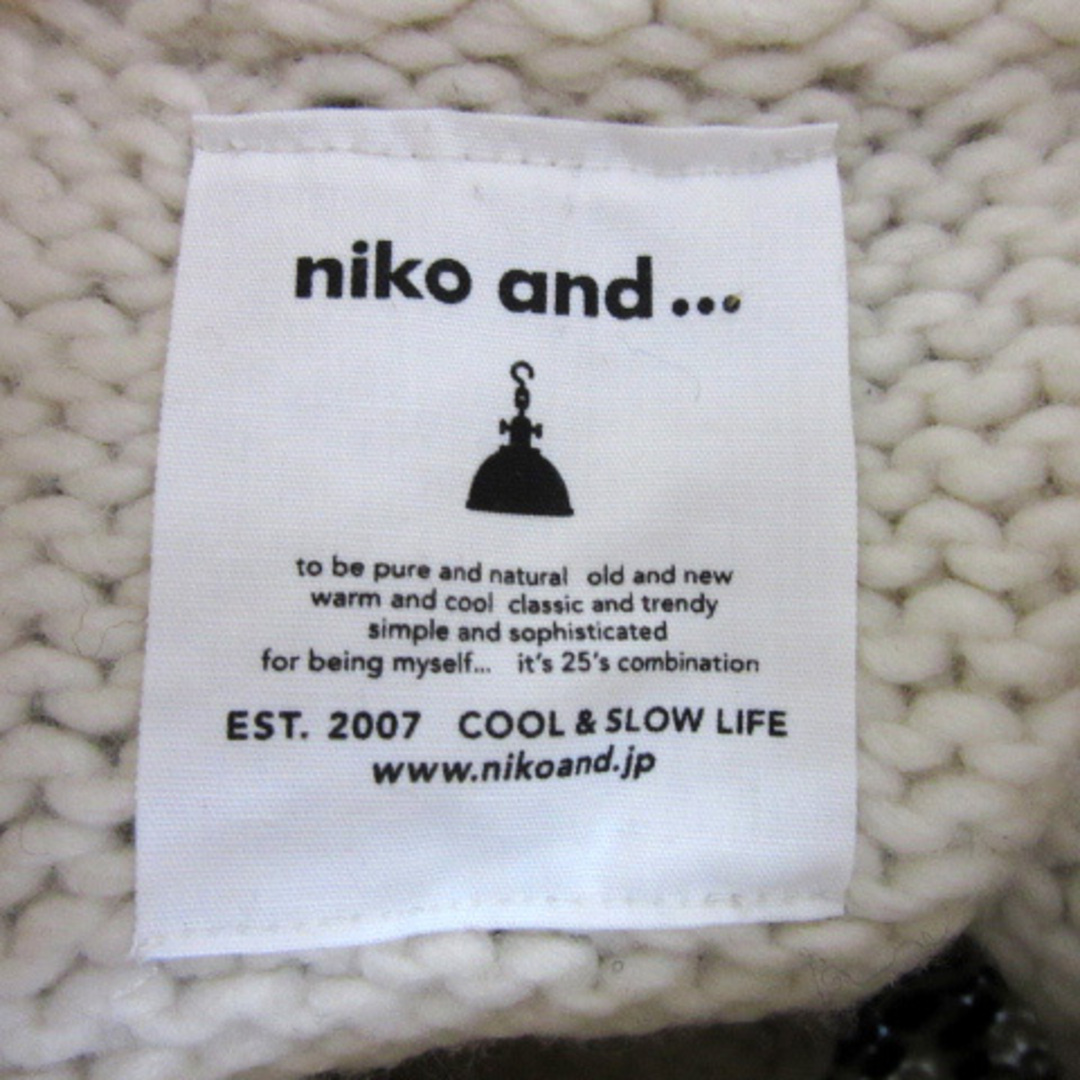 niko and...
to be pure and natural old and new
warm and cool classic and trendy
simple and sophisticated
for being myself... it's 25's combination
EST. 2007 COOL & SLOW LIFE
www.nikoand.jp